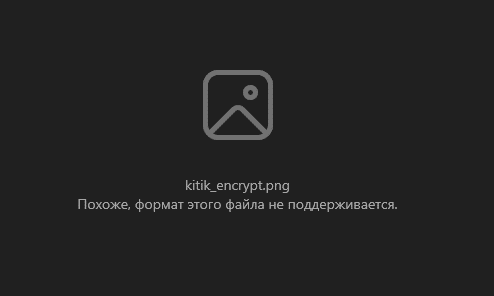 kitik_encrypt.png
Похоже, формат этого файла не поддерживается.